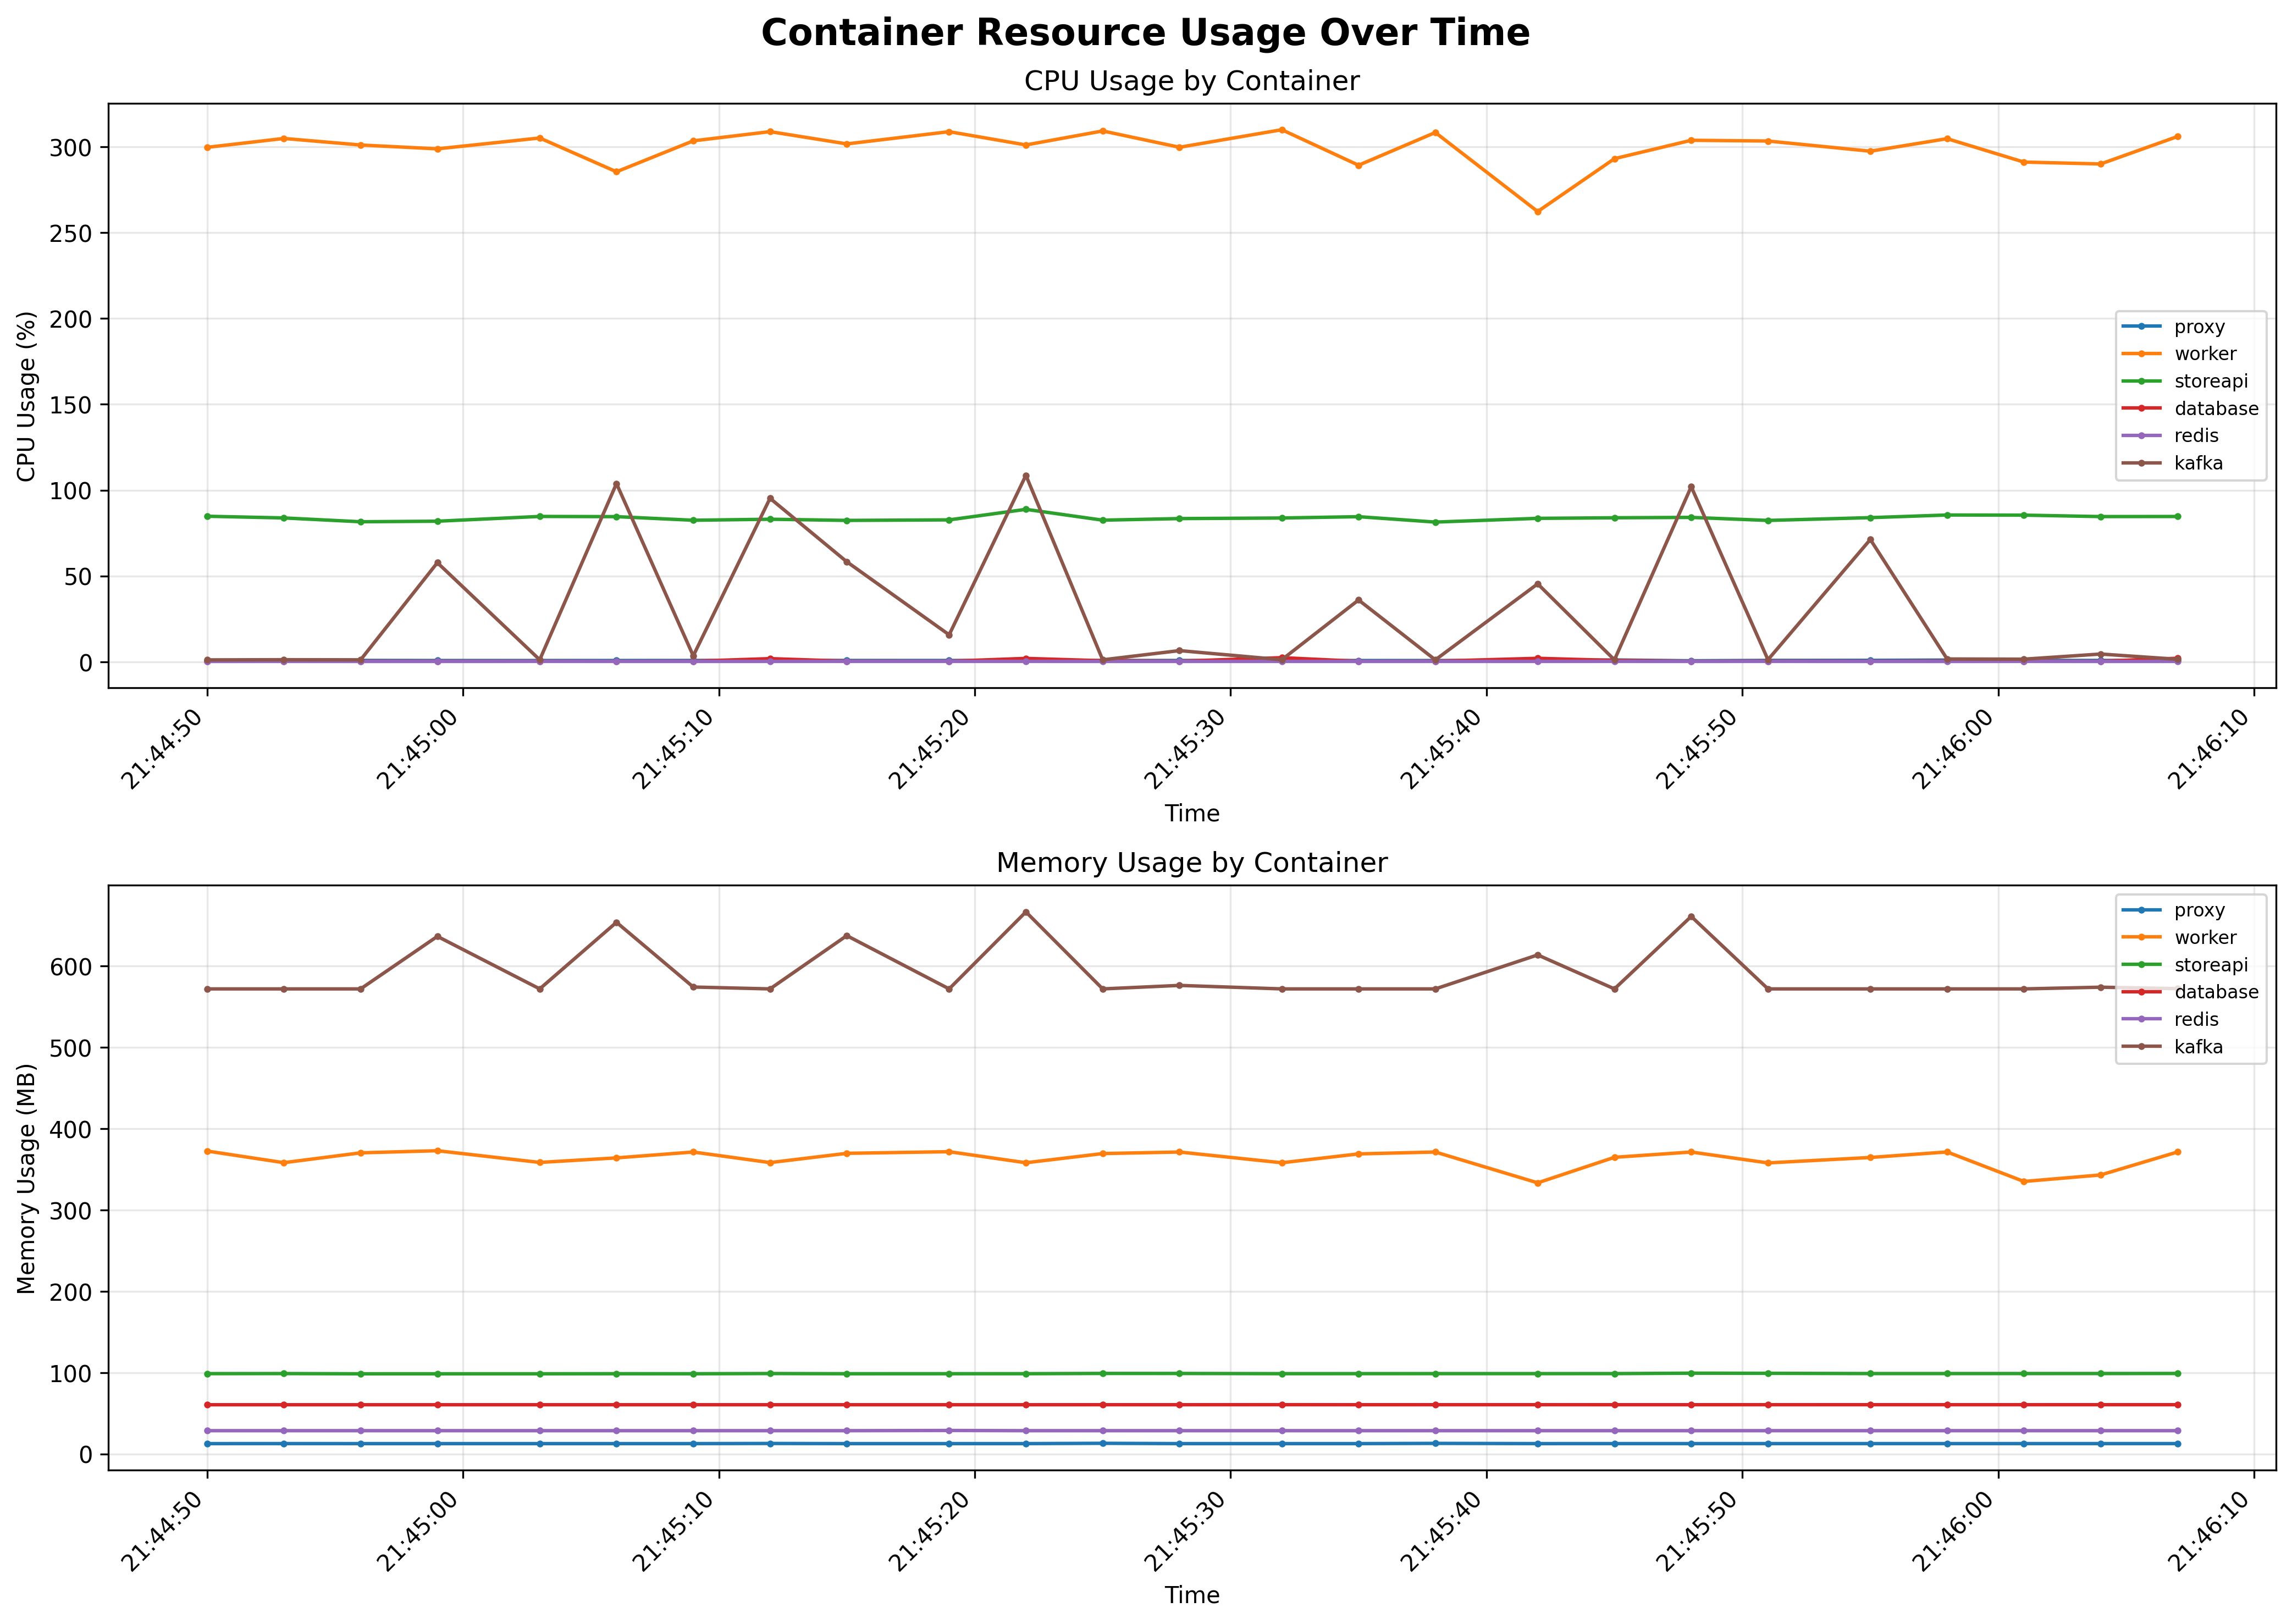 Container Resource Usage Over Time
CPU Usage by Container
CPU Usage (%)
300
250
200
150
100
50
0
proxy
worker
storeapi
database
redis
kafka
21:44:50
21:45:00
21:45:10
21:45:20
21:45:30
21:45:40
21:45:50
21:46:00
21:46:10
Time
Memory Usage by Container
Memory Usage (MB)
600
500
400
300
200
100
0
proxy
worker
storeapi
database
redis
kafka
21:44:50
21:45:00
21:45:10
21:45:20
21:45:30
21:45:40
21:45:50
21:46:00
21:46:10
Time